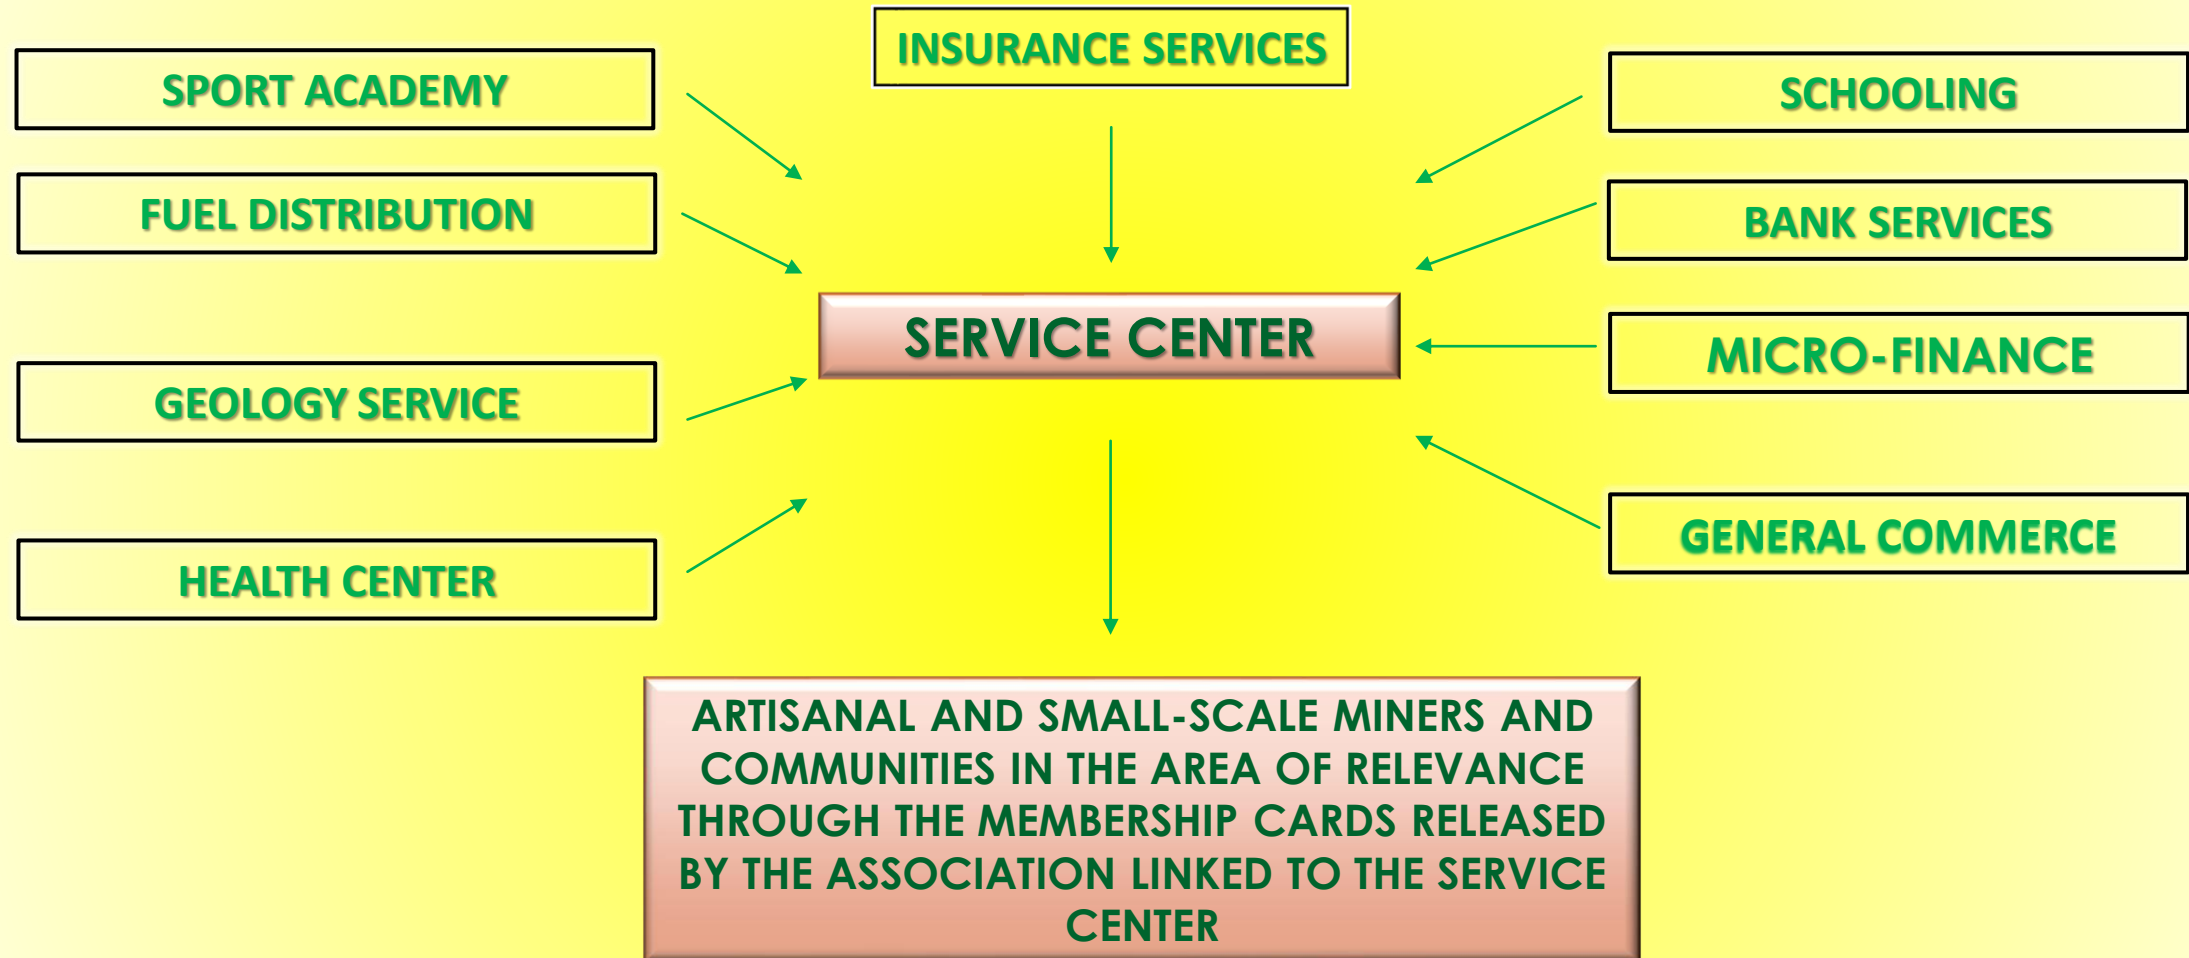 INSURANCE SERVICES
SPORT ACADEMY
SCHOOLING
FUEL DISTRIBUTION
BANK SERVICES
SERVICE CENTER
MICRO-FINANCE
GEOLOGY SERVICE
GENERAL COMMERCE
HEALTH CENTER
ARTISANAL AND SMALL-SCALE MINERS AND
COMMUNITIES IN THE AREA OF RELEVANCE
THROUGH THE MEMBERSHIP CARDS RELEASED
BY THE ASSOCIATION LINKED TO THE SERVICE
CENTER